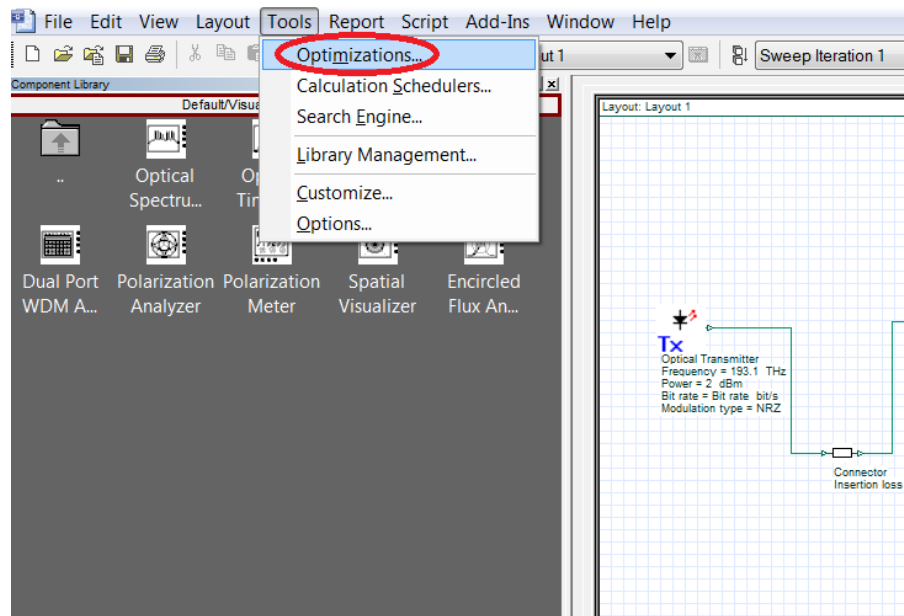 File Edit View Layout Tools Report Script Add-Ins Window Help
Optimizations... ut 1 Sweep Iteration 1
Component Library
Calculation Schedulers...
Default/Visua
Layout: Layout 1
Search Engine...
Library Management...
Customize...
Options...
..
Optical
Spectru...
Dual Port
WDM A...
Polarization
Analyzer
Polarization
Meter
Spatial
Visualizer
Encircled
Flux An...
Tx
Optical Transmitter
Frequency = 193.1 THz
Power = 2 dBm
Bit rate = Bit rate bit/s
Modulation type = NRZ
Connector
Insertion loss